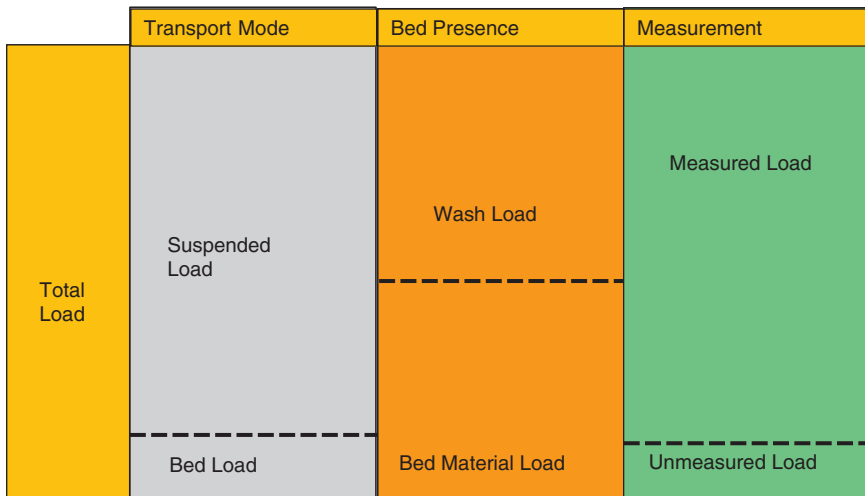 Transport Mode
Bed Presence
Measurement
Total
Load
Suspended
Load
Bed Load
Wash Load
Bed Material Load
Measured Load
Unmeasured Load